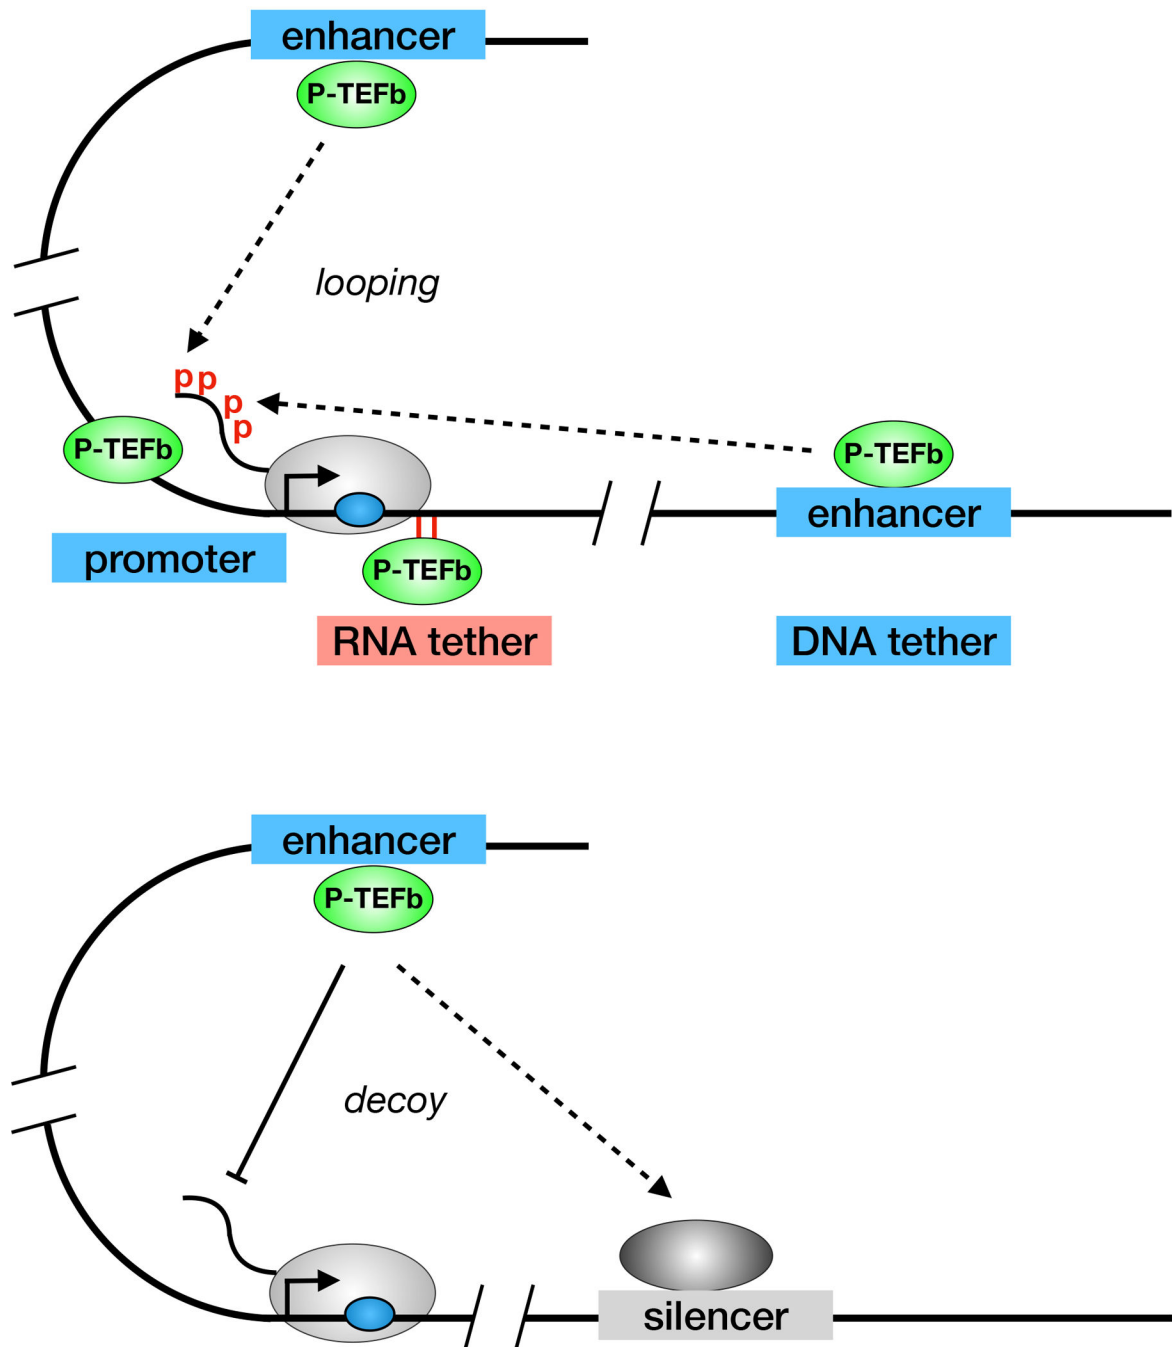 enhancer
P-TEFb
looping
pp
p
p
P-TEFb
P-TEFb
enhancer
promoter
P-TEFb
RNA tether
DNA tether
enhancer
P-TEFb
decoy
silencer